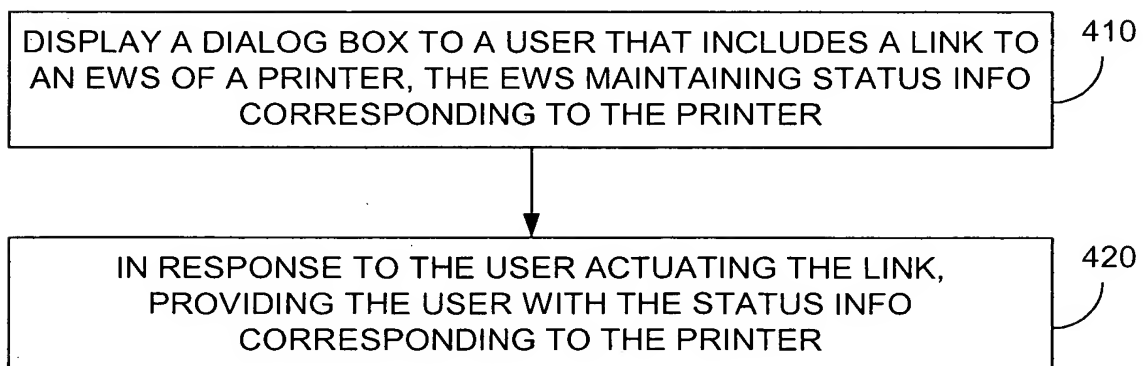 DISPLAY A DIALOG BOX TO A USER THAT INCLUDES A LINK TO
AN EWS OF A PRINTER, THE EWS MAINTAINING STATUS INFO
CORRESPONDING TO THE PRINTER
410
IN RESPONSE TO THE USER ACTUATING THE LINK,
PROVIDING THE USER WITH THE STATUS INFO
CORRESPONDING TO THE PRINTER
420